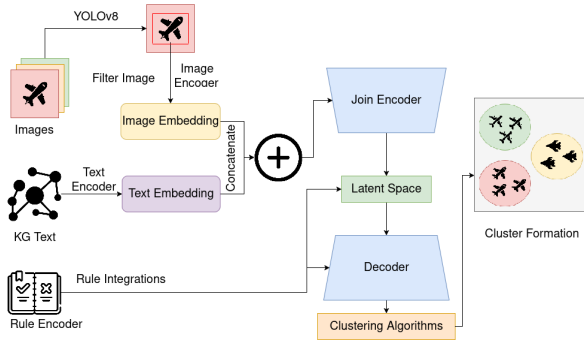 YOLOv8
Filter Image
Image
Encoder
Images
Image Embedding
Concatenate
Join Encoder
Text
Encoder
Text Embedding
KG Text
Latent Space
Cluster Formation
Rule Integrations
Decoder
Rule Encoder
Clustering Algorithms